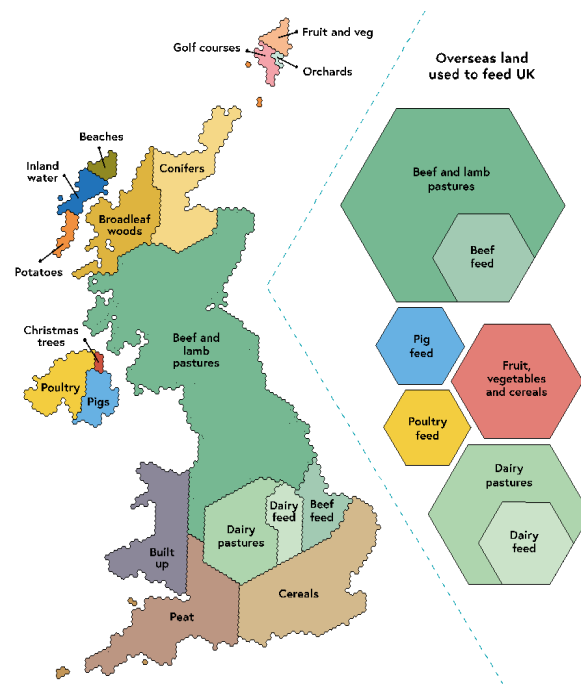 Fruit and veg
Golf courses
Orchards
Beaches
Inland
water
Conifers
Broadleaf
woods
Potatoes
Christmas
trees
Beef and
lamb
pastures
Poultry
Pigs
Dairy
feed
Beef
feed
Dairy
pastures
Built
up
Cereals
Peat
Overseas land
used to feed UK
Beef and lamb
pastures
Beef
feed
Pig
feed
Fruit,
vegetables
and cereals
Poultry
feed
Dairy
pastures
Dairy
feed